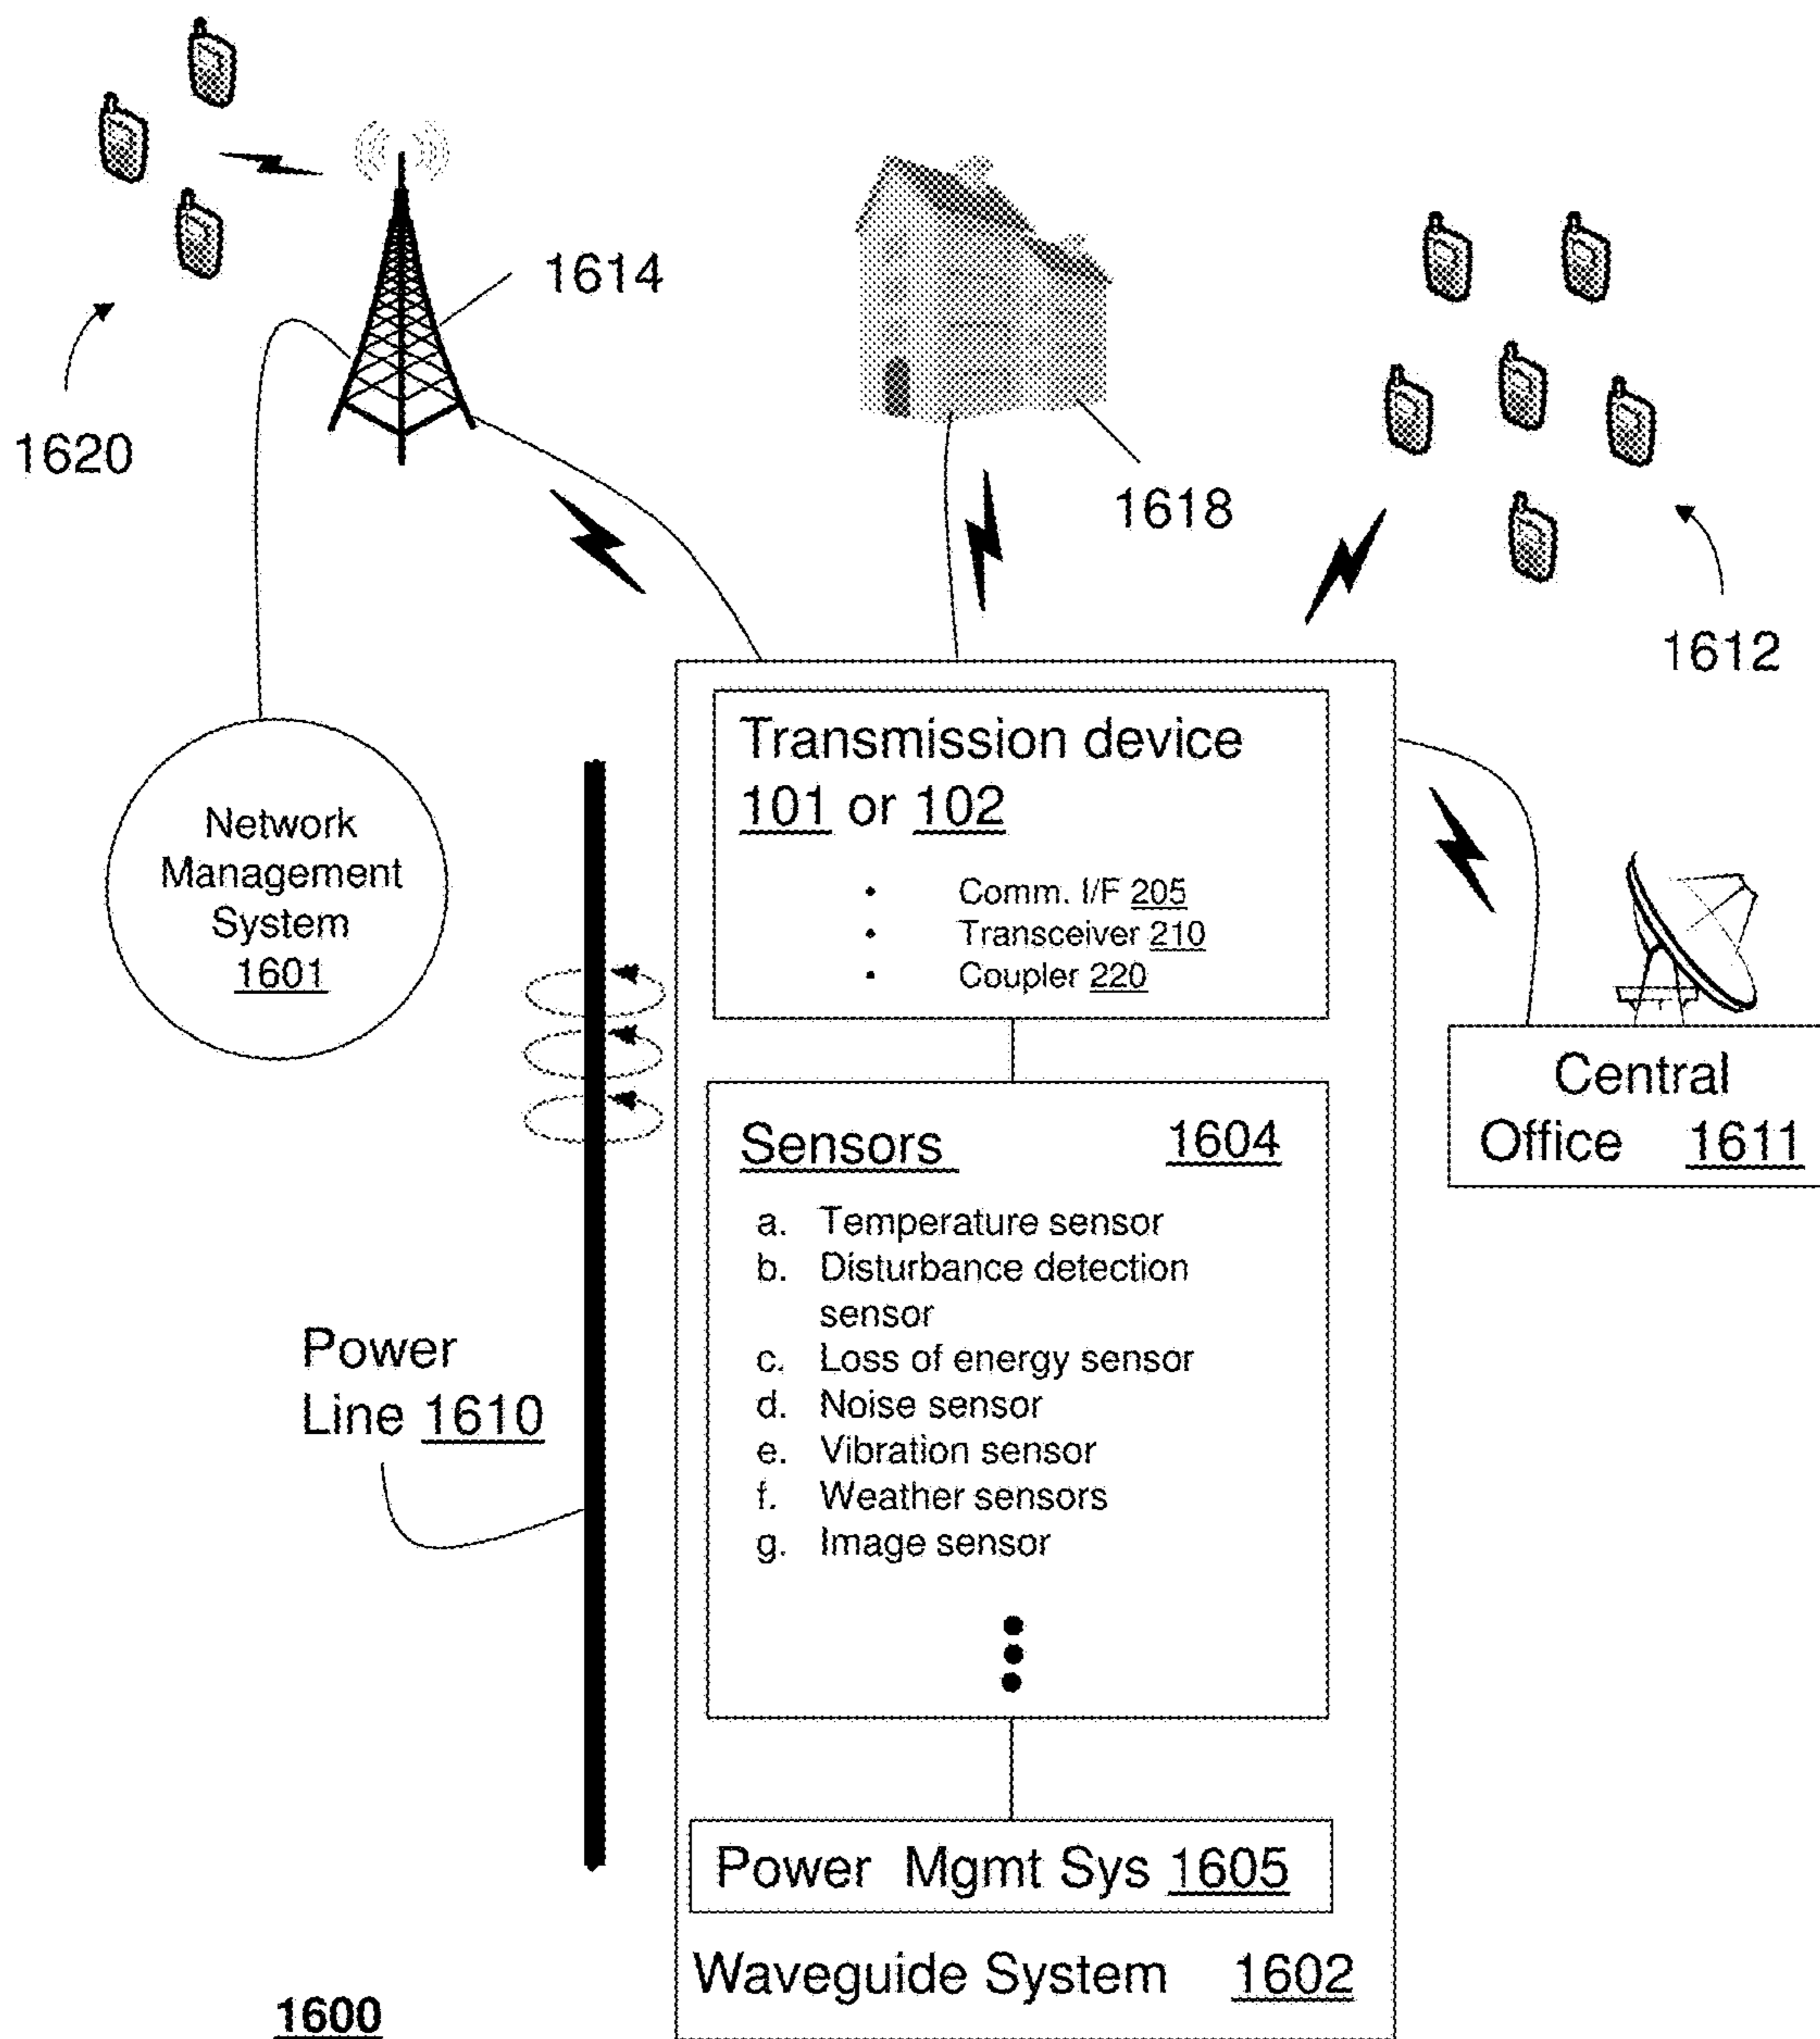 1614
1620
1618
1612
Transmission device
101 or 102
• Comm. I/F 205
• Transceiver 210
• Coupler 220
Network
Management
System
1601
Central
Office 1611
Sensors 1604
a. Temperature sensor
b. Disturbance detection
sensor
c. Loss of energy sensor
d. Noise sensor
e. Vibration sensor
f. Weather sensors
g. Image sensor
Power
Line 1610
Power Mgmt Sys 1605
Waveguide System 1602
1600